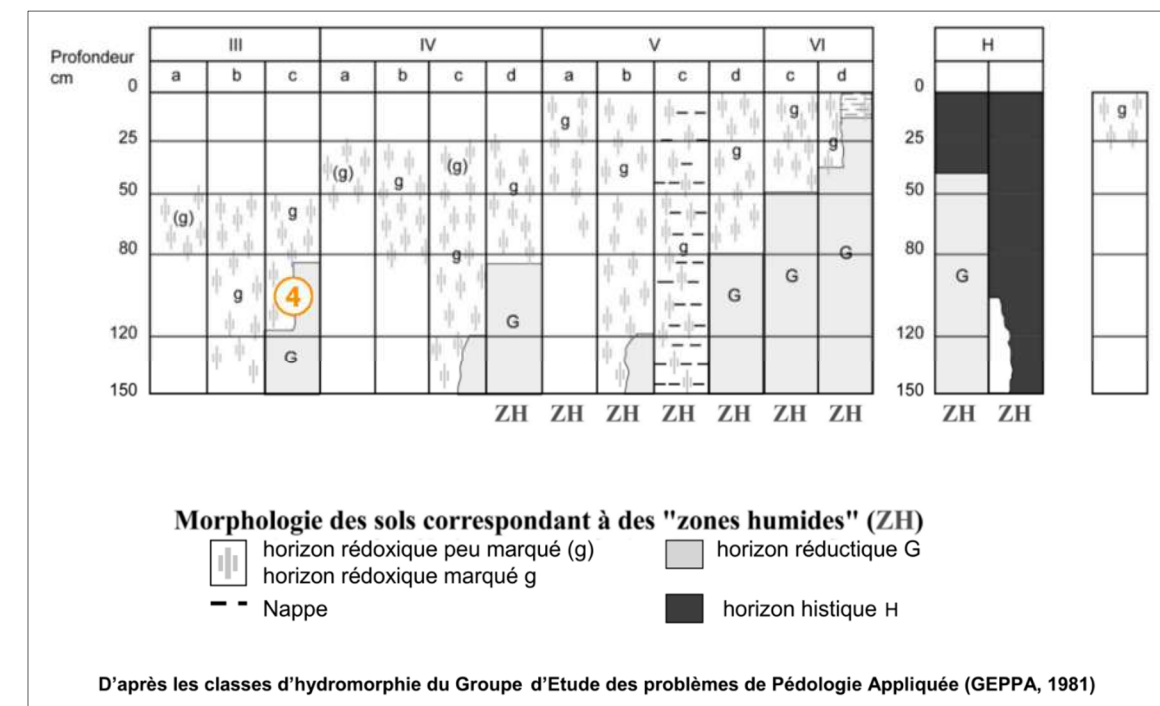 III IV V VI H
Profondeur
cm
a b c a b c d a b c d c d
0 0
g g g
25 25
g
(g) g (g) g g g
50 50
(g) g
80 80
g g G
g 4 G G G
G
120 120
G
150 150
ZH ZH ZH ZH ZH ZH ZH ZH ZH
Morphologie des sols correspondant à des "zones humides" (ZH)
horizon rédoxique peu marqué (g) horizon réductique G
horizon rédoxique marqué g
Nappe horizon histique H
D'après les classes d'hydromorphie du Groupe d'Etude des problèmes de Pédologie Appliquée (GEPPA, 1981)